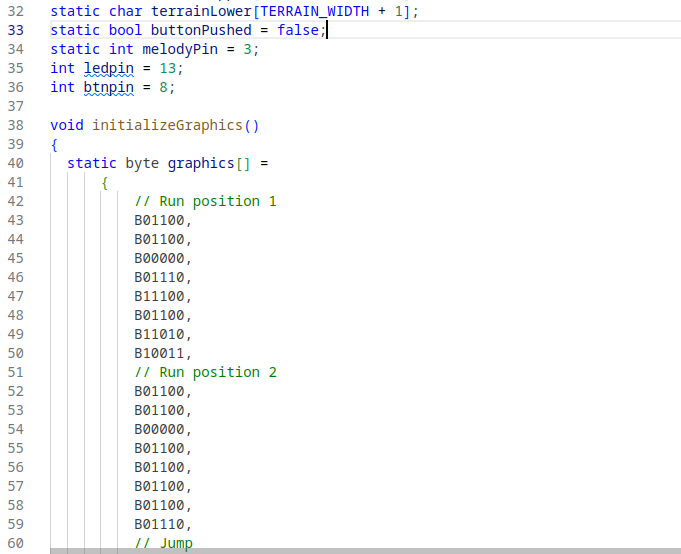 32 static char terrainLower[TERRAIN_WIDTH + 1];
33 static bool buttonPushed = false;
34 static int melodyPin = 3;
35 int ledpin = 13;
36 int btnpin = 8;
37
38 void initializeGraphics()
39 {
40   static byte graphics[] =
41       {
42           // Run position 1
43           B01100,
44           B01100,
45           B00000,
46           B01110,
47           B11100,
48           B01100,
49           B11010,
50           B10011,
51           // Run position 2
52           B01100,
53           B01100,
54           B00000,
55           B01100,
56           B01100,
57           B01100,
58           B01100,
59           B01110,
60           // Jump